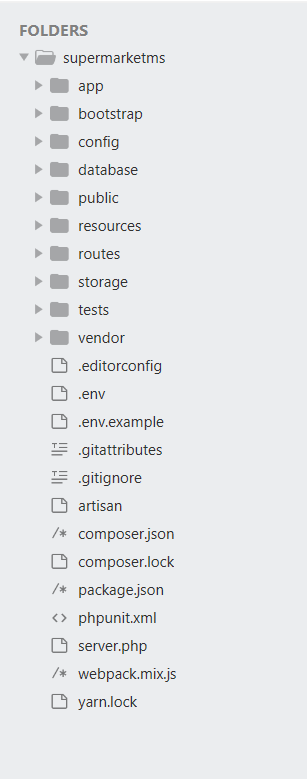 FOLDERS
supermarketms
app
bootstrap
config
database
public
resources
routes
storage
tests
vendor
.editorconfig
.env
.env.example
.gitattributes
.gitignore
artisan
/* composer.json
composer.lock
/* package.json
<> phpunit.xml
server.php
/* webpack.mix.js
yarn.lock